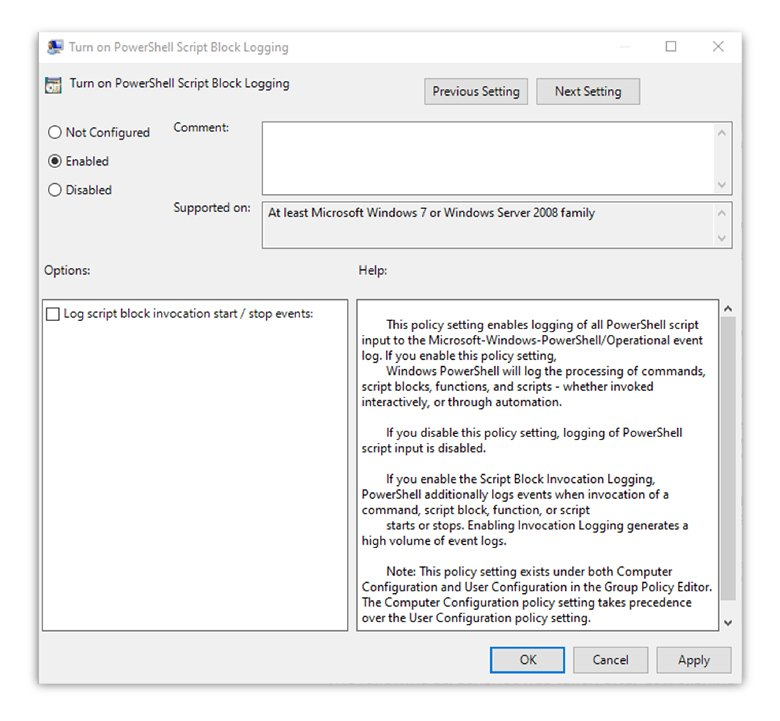 Turn on PowerShell Script Block Logging
Turn on PowerShell Script Block Logging
Previous Setting
Next Setting
Not Configured
Enabled
Disabled
Comment:
Supported on:
At least Microsoft Windows 7 or Windows Server 2008 family
Options:
Help:
Log script block invocation start / stop events:
This policy setting enables logging of all PowerShell script
input to the Microsoft-Windows-PowerShell/Operational event
log. If you enable this policy setting,
Windows PowerShell will log the processing of commands,
script blocks, functions, and scripts - whether invoked
interactively, or through automation.
If you disable this policy setting, logging of PowerShell
script input is disabled.
If you enable the Script Block Invocation Logging,
PowerShell additionally logs events when invocation of a
command, script block, function, or script
starts or stops. Enabling Invocation Logging generates a
high volume of event logs.
Note: This policy setting exists under both Computer
Configuration and User Configuration in the Group Policy Editor.
The Computer Configuration policy setting takes precedence
over the User Configuration policy setting.
OK
Cancel
Apply